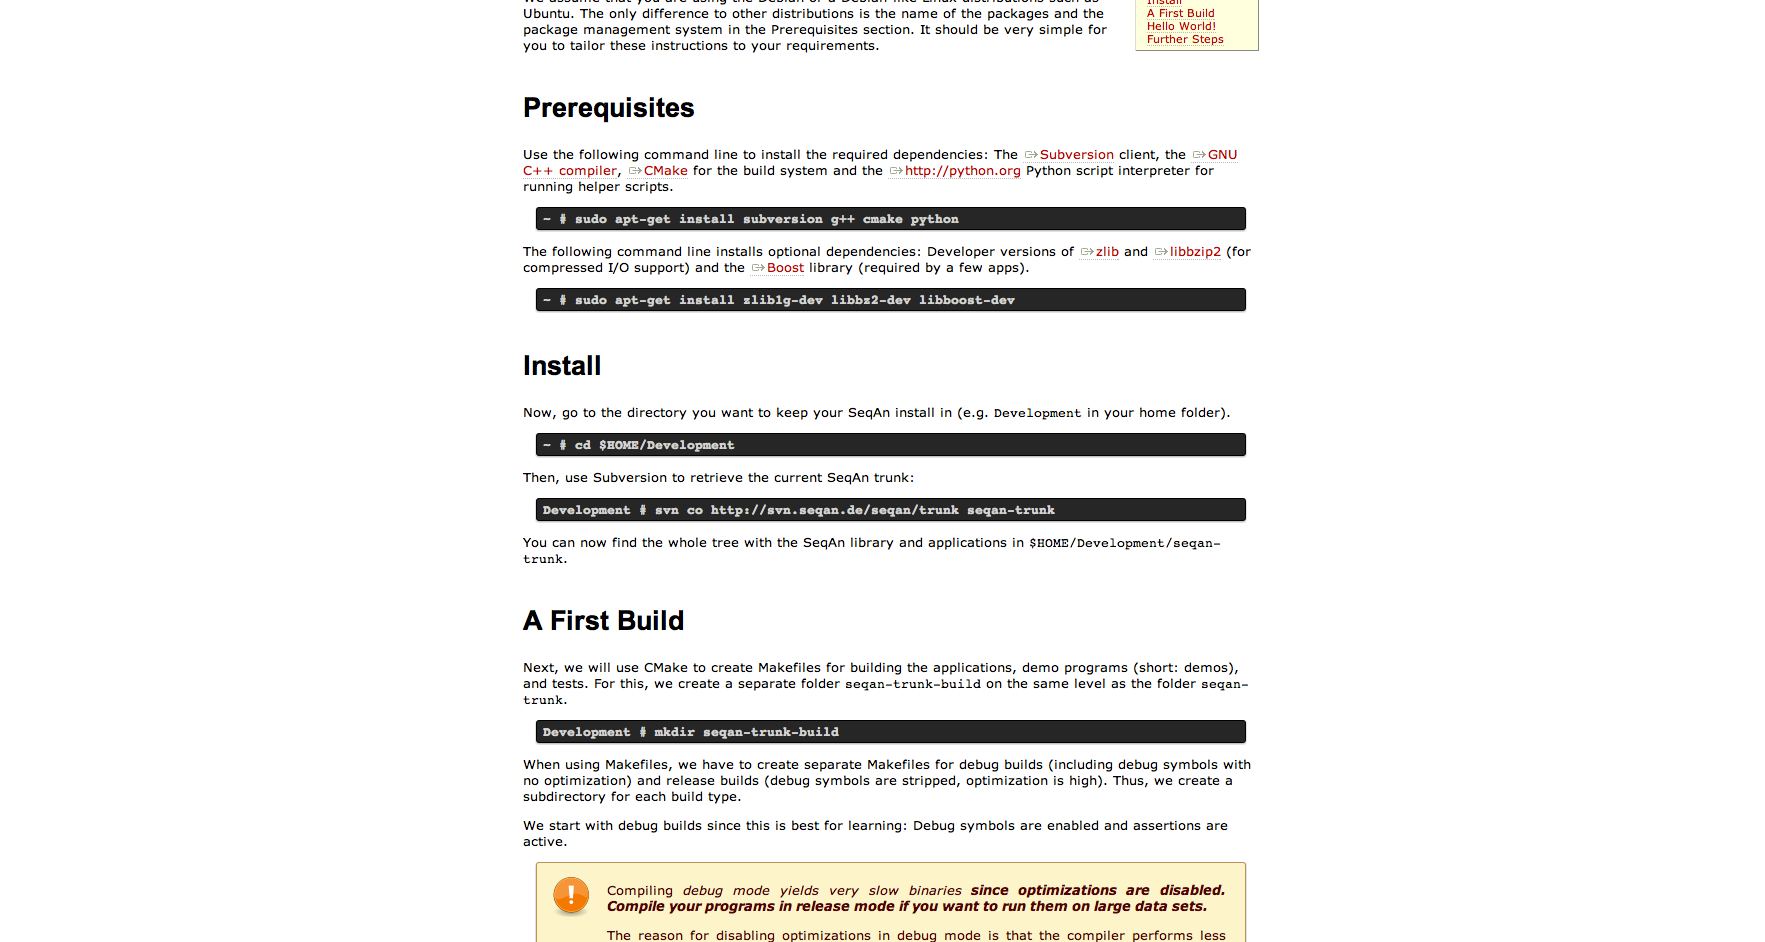 We assume that you are using the Debian or a Debian-like Linux distributions such as
Ubuntu. The only difference to other distributions is the name of the packages and the
package management system in the Prerequisites section. It should be very simple for
you to tailor these instructions to your requirements.
Install
A First Build
Hello World!
Further Steps
Prerequisites
Use the following command line to install the required dependencies: The Subversion client, the GNU
C++ compiler, CMake for the build system and the http://python.org Python script interpreter for
running helper scripts.
~ # sudo apt-get install subversion g++ cmake python
The following command line installs optional dependencies: Developer versions of zlib and libbzip2 (for
compressed I/O support) and the Boost library (required by a few apps).
~ # sudo apt-get install zlib1g-dev libbz2-dev libboost-dev
Install
Now, go to the directory you want to keep your SeqAn install in (e.g. Development in your home folder).
~ # cd $HOME/Development
Then, use Subversion to retrieve the current SeqAn trunk:
Development # svn co http://svn.seqan.de/seqan/trunk seqan-trunk
You can now find the whole tree with the SeqAn library and applications in $HOME/Development/seqan-
trunk.
A First Build
Next, we will use CMake to create Makefiles for building the applications, demo programs (short: demos),
and tests. For this, we create a separate folder seqan-trunk-build on the same level as the folder seqan-
trunk.
Development # mkdir seqan-trunk-build
When using Makefiles, we have to create separate Makefiles for debug builds (including debug symbols with
no optimization) and release builds (debug symbols are stripped, optimization is high). Thus, we create a
subdirectory for each build type.
We start with debug builds since this is best for learning: Debug symbols are enabled and assertions are
active.
Compiling debug mode yields very slow binaries since optimizations are disabled.
Compile your programs in release mode if you want to run them on large data sets.
The reason for disabling optimizations in debug mode is that the compiler performs less